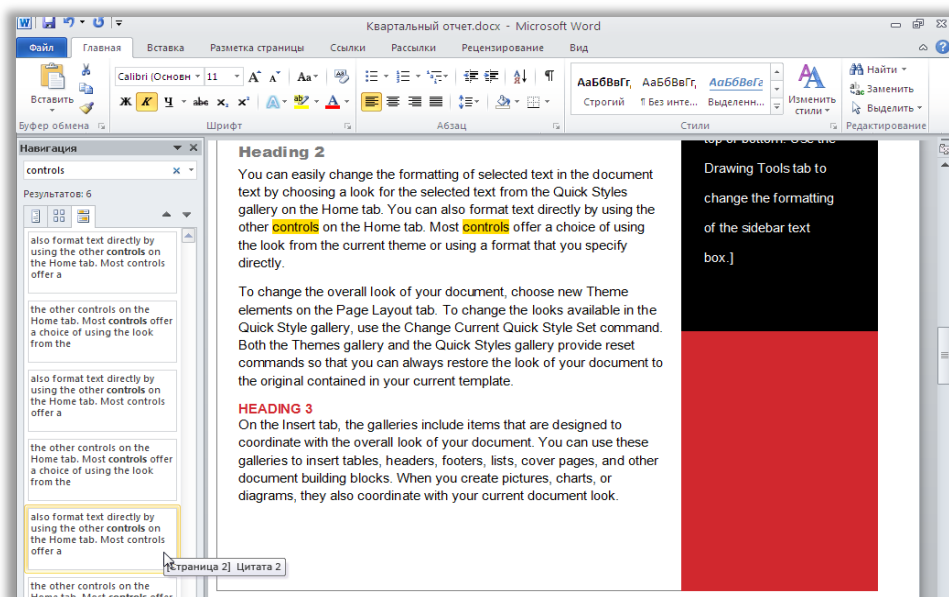 Квартальный отчет.docx - Microsoft Word
Файл Главная Вставка Разметка страницы Ссылки Рассылки Рецензирование Вид
Calibri (Основн 11
Вставить
Ж К Ч abc x₂ x²
АаБбВвГг, АаБбВвГг, АаБбВвГг
Строгий ¶ Без инте... Выделенн...
Изменить
стили
Найти
Заменить
Выделить
Буфер обмена Шрифт Абзац Стили Редактирование
Навигация
controls
Результатов: 6
also format text directly by
using the other controls on
the Home tab. Most controls
offer a
the other controls on the
Home tab. Most controls offer
a choice of using the look
from the
also format text directly by
using the other controls on
the Home tab. Most controls
offer a
the other controls on the
Home tab. Most controls offer
a choice of using the look
from the
also format text directly by
using the other controls on
the Home tab. Most controls
offer a
[Страница 2] Цитата 2
the other controls on the
Home tab. Most controls offer
Heading 2
You can easily change the formatting of selected text in the document
text by choosing a look for the selected text from the Quick Styles
gallery on the Home tab. You can also format text directly by using the
other controls on the Home tab. Most controls offer a choice of using
the look from the current theme or using a format that you specify
directly.
To change the overall look of your document, choose new Theme
elements on the Page Layout tab. To change the looks available in the
Quick Style gallery, use the Change Current Quick Style Set command.
Both the Themes gallery and the Quick Styles gallery provide reset
commands so that you can always restore the look of your document to
the original contained in your current template.
HEADING 3
On the Insert tab, the galleries include items that are designed to
coordinate with the overall look of your document. You can use these
galleries to insert tables, headers, footers, lists, cover pages, and other
document building blocks. When you create pictures, charts, or
diagrams, they also coordinate with your current document look.
top or bottom. Use the
Drawing Tools tab to
change the formatting
of the sidebar text
box.]